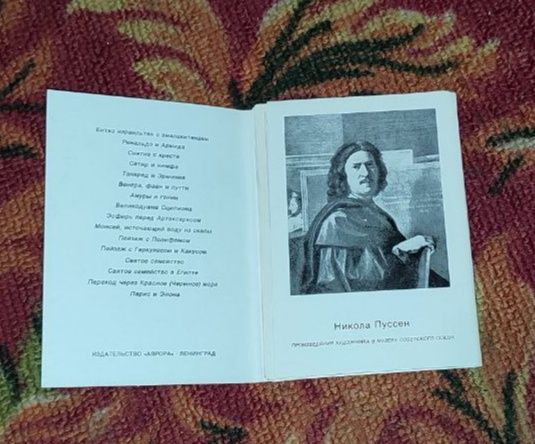 Битва израильтян с амаликитянами
Ринальдо и Армида
Снятие с креста
Сатир и нимфа
Танкред и Эрминия
Венера, фавн и путти
Амуры и гении
Великодушие Сципиона
Эсфирь перед Артаксерксом
Моисей, источающий воду из скалы
Пейзаж с Полифемом
Пейзаж с Геркулесом и Какусом
Святое семейство
Святое семейство в Египте
Переход через Красное (Чермное) море
Парис и Энона
ИЗДАТЕЛЬСТВО «АВРОРА» · ЛЕНИНГРАД
Никола Пуссен
ПРОИЗВЕДЕНИЯ ХУДОЖНИКА В МУЗЕЯХ СОВЕТСКОГО СОЮЗА